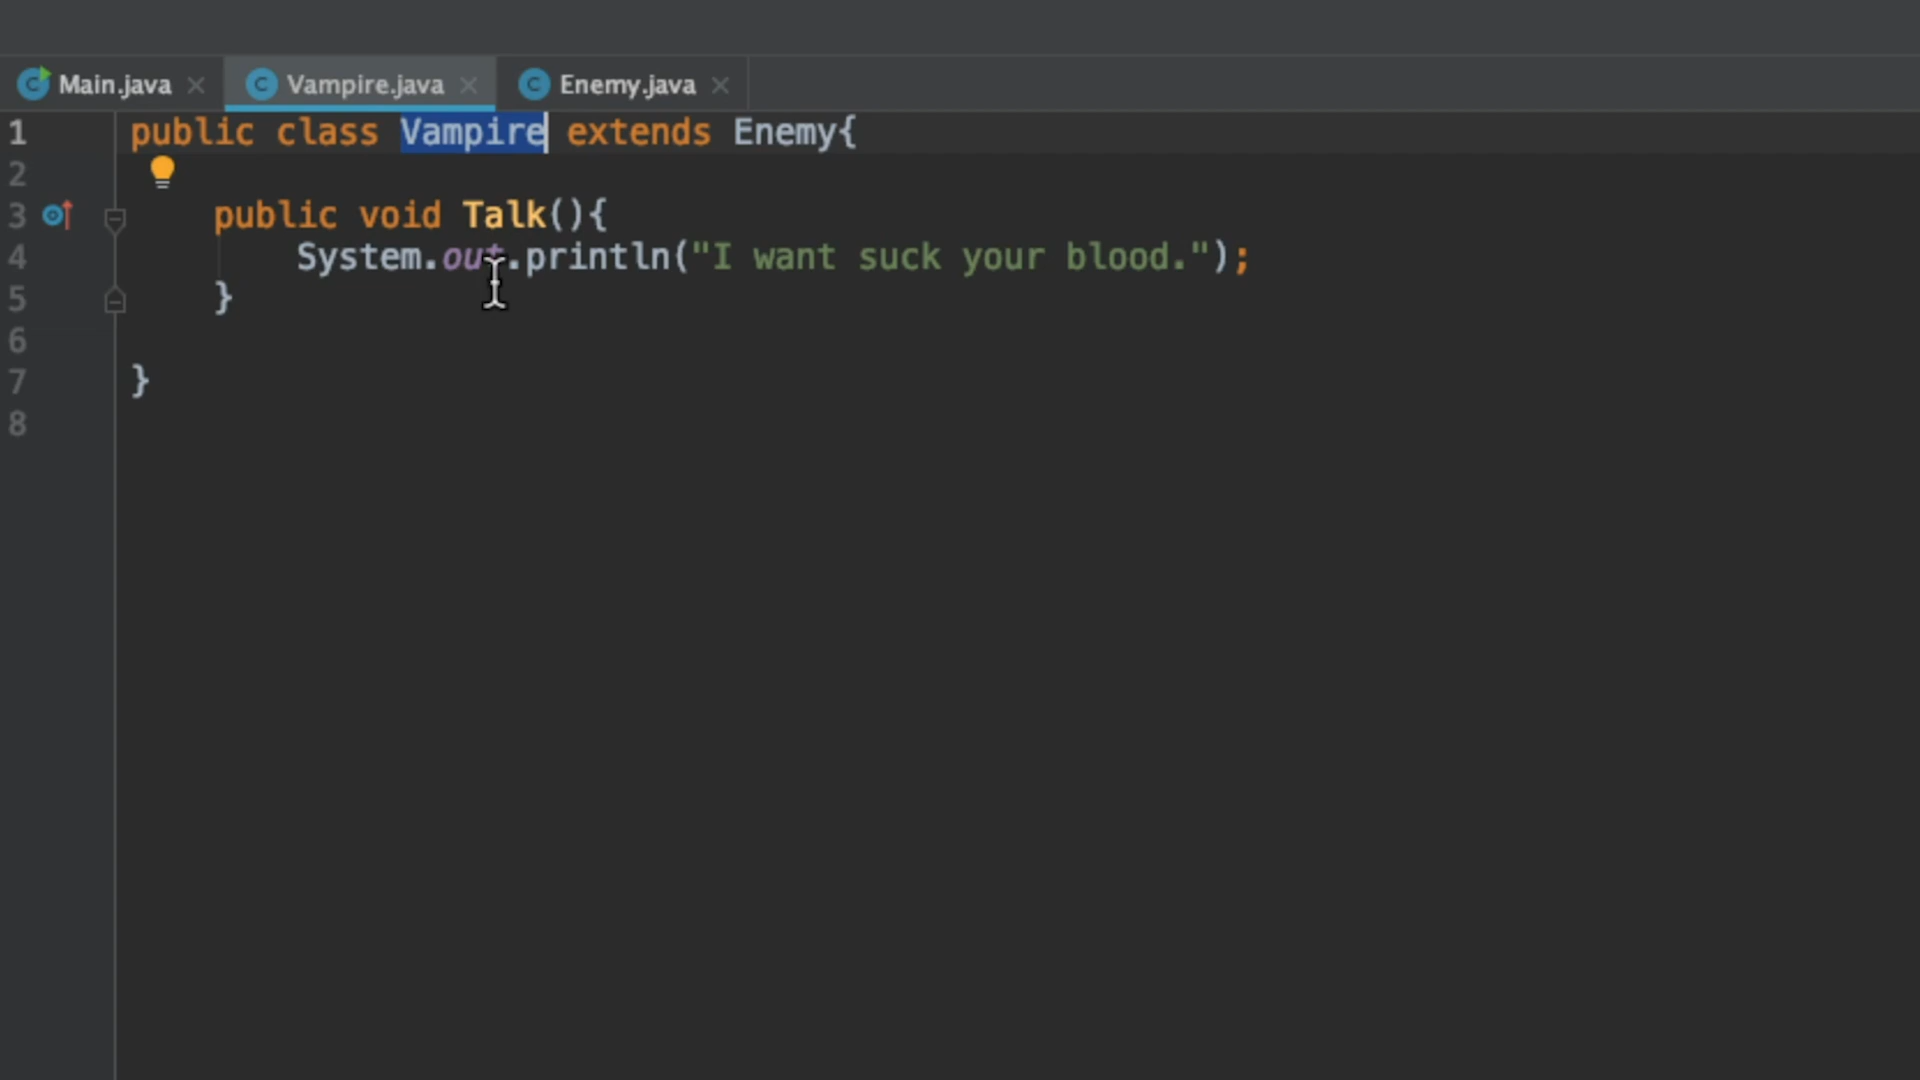 Main.java Vampire.java Enemy.java
1 public class Vampire extends Enemy{
2
3 public void Talk(){
4 System.out.println("I want suck your blood.");
5 }
6
7 }
8